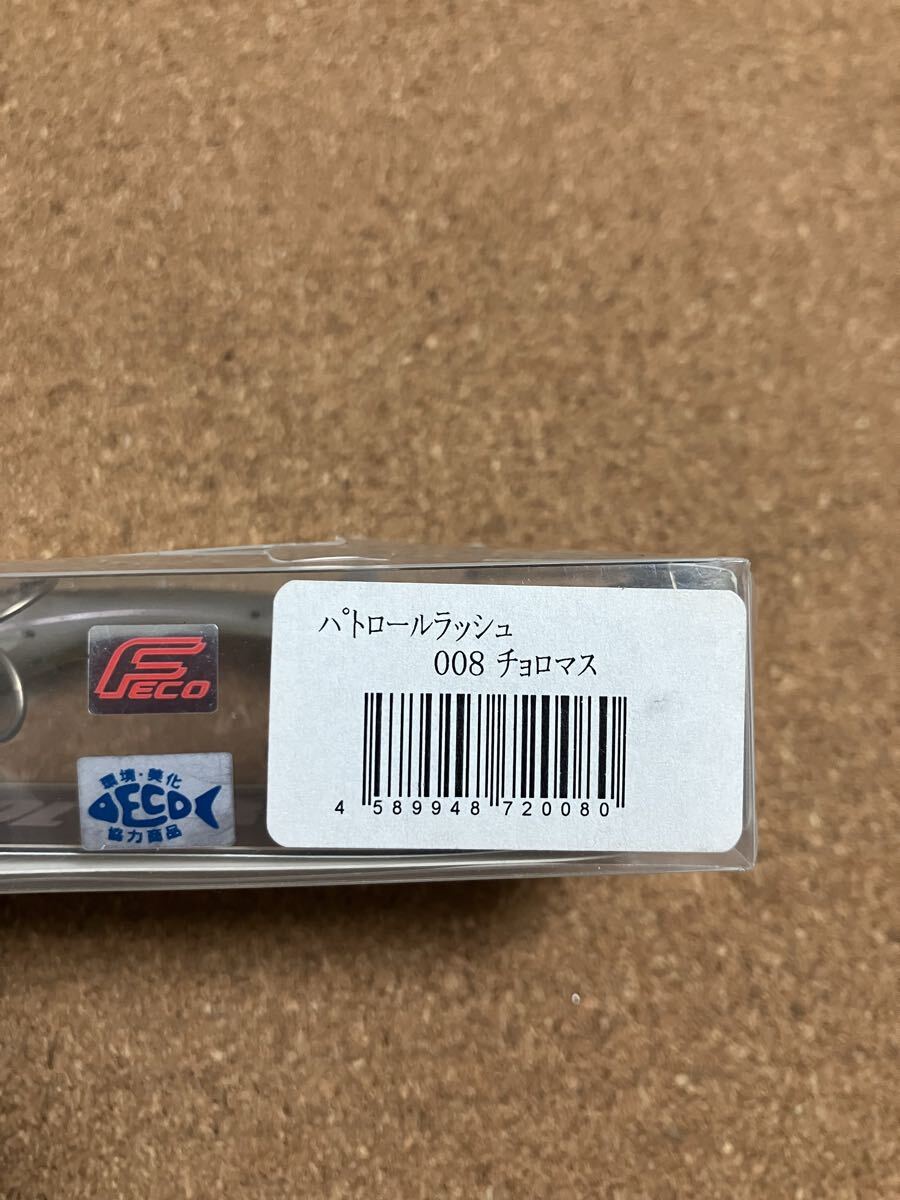 パトロールラッシュ
008 チョロマス
4 589948 720080
FECO
環境・美化
ECO
協力商品